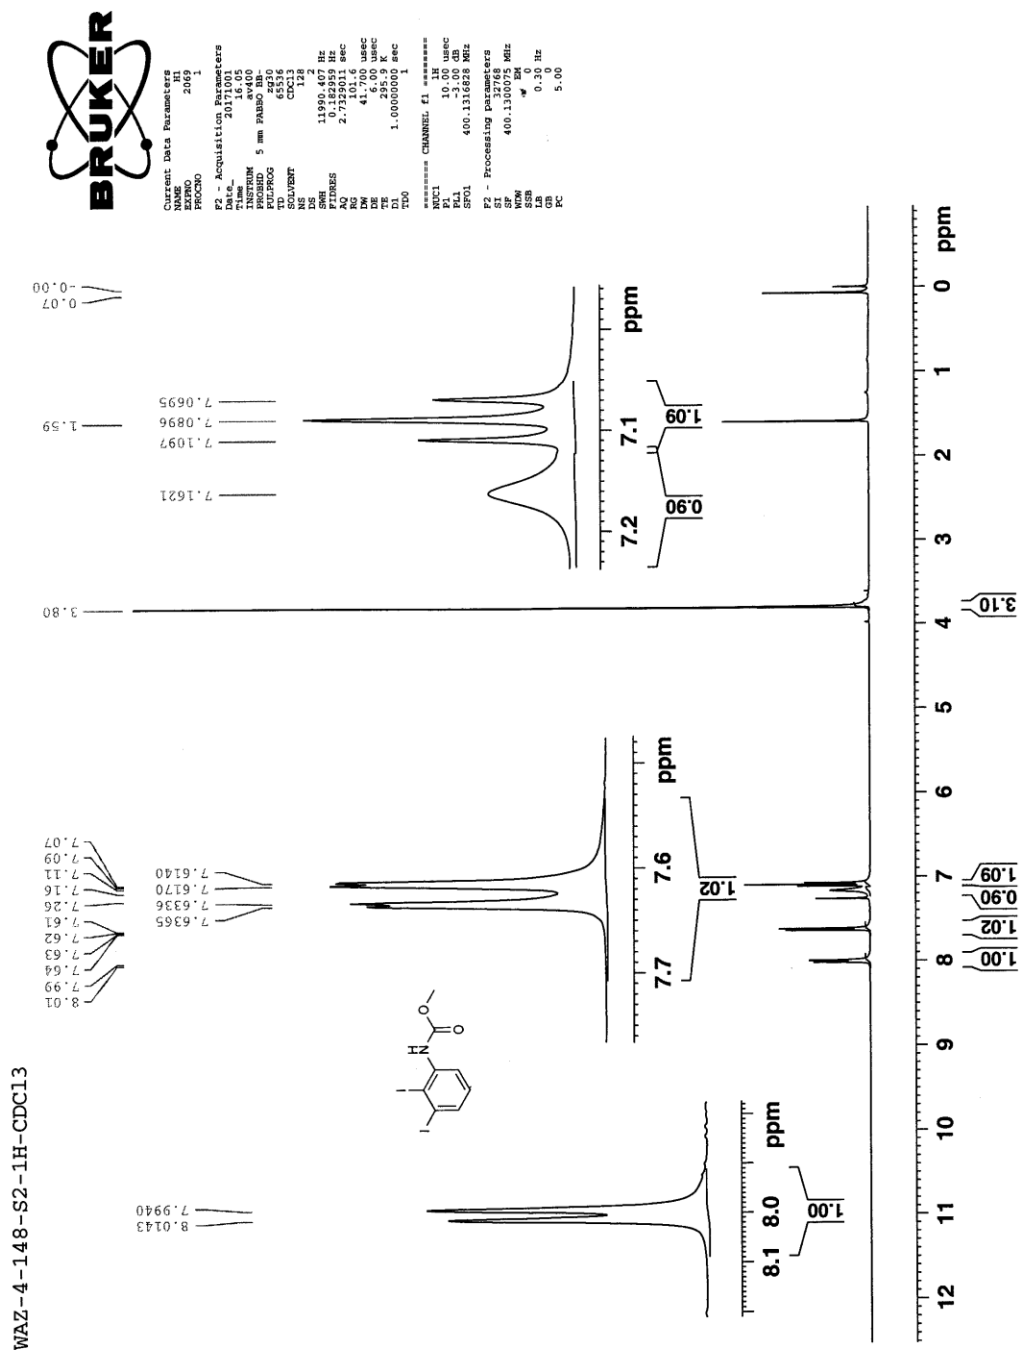 WAZ-4-148-S2-1H-CDCl3
BRUKER
Current Data Parameters
NAME H1
EXPNO 2069
PROCNO 1
F2 - Acquisition Parameters
Date_ 20171001
Time 16.05
INSTRUM av400
PROBHD 5 mm PABBO BB-
PULPROG zg30
TD 65536
SOLVENT CDCl3
NS 128
DS 2
SWH 11990.407 Hz
FIDRES 0.182959 Hz
AQ 2.7329011 sec
RG 101.6
DW 41.700 usec
DE 6.00 usec
TE 295.9 K
D1 1.00000000 sec
TD0 1
======== CHANNEL f1 ========
NUC1 1H
P1 10.00 usec
PL1 -3.00 dB
SFO1 400.1316828 MHz
F2 - Processing parameters
SI 32768
SF 400.1300075 MHz
WDW EM
SSB 0
LB 0.30 Hz
GB 0
PC 5.00
8.01
7.99
7.64
7.63
7.62
7.61
7.26
7.16
7.11
7.09
7.07
3.80
1.59
0.07
-0.00
8.0143
7.9940
7.6365
7.6336
7.6170
7.6140
7.1621
7.1097
7.0896
7.0695
I
I
H
N
O
O
8.1 8.0 ppm
1.00
7.7 7.6 ppm
1.02
7.2 7.1 ppm
0.90
1.09
12 11 10 9 8 7 6 5 4 3 2 1 0 ppm
1.00
1.02
0.90
1.09
3.10